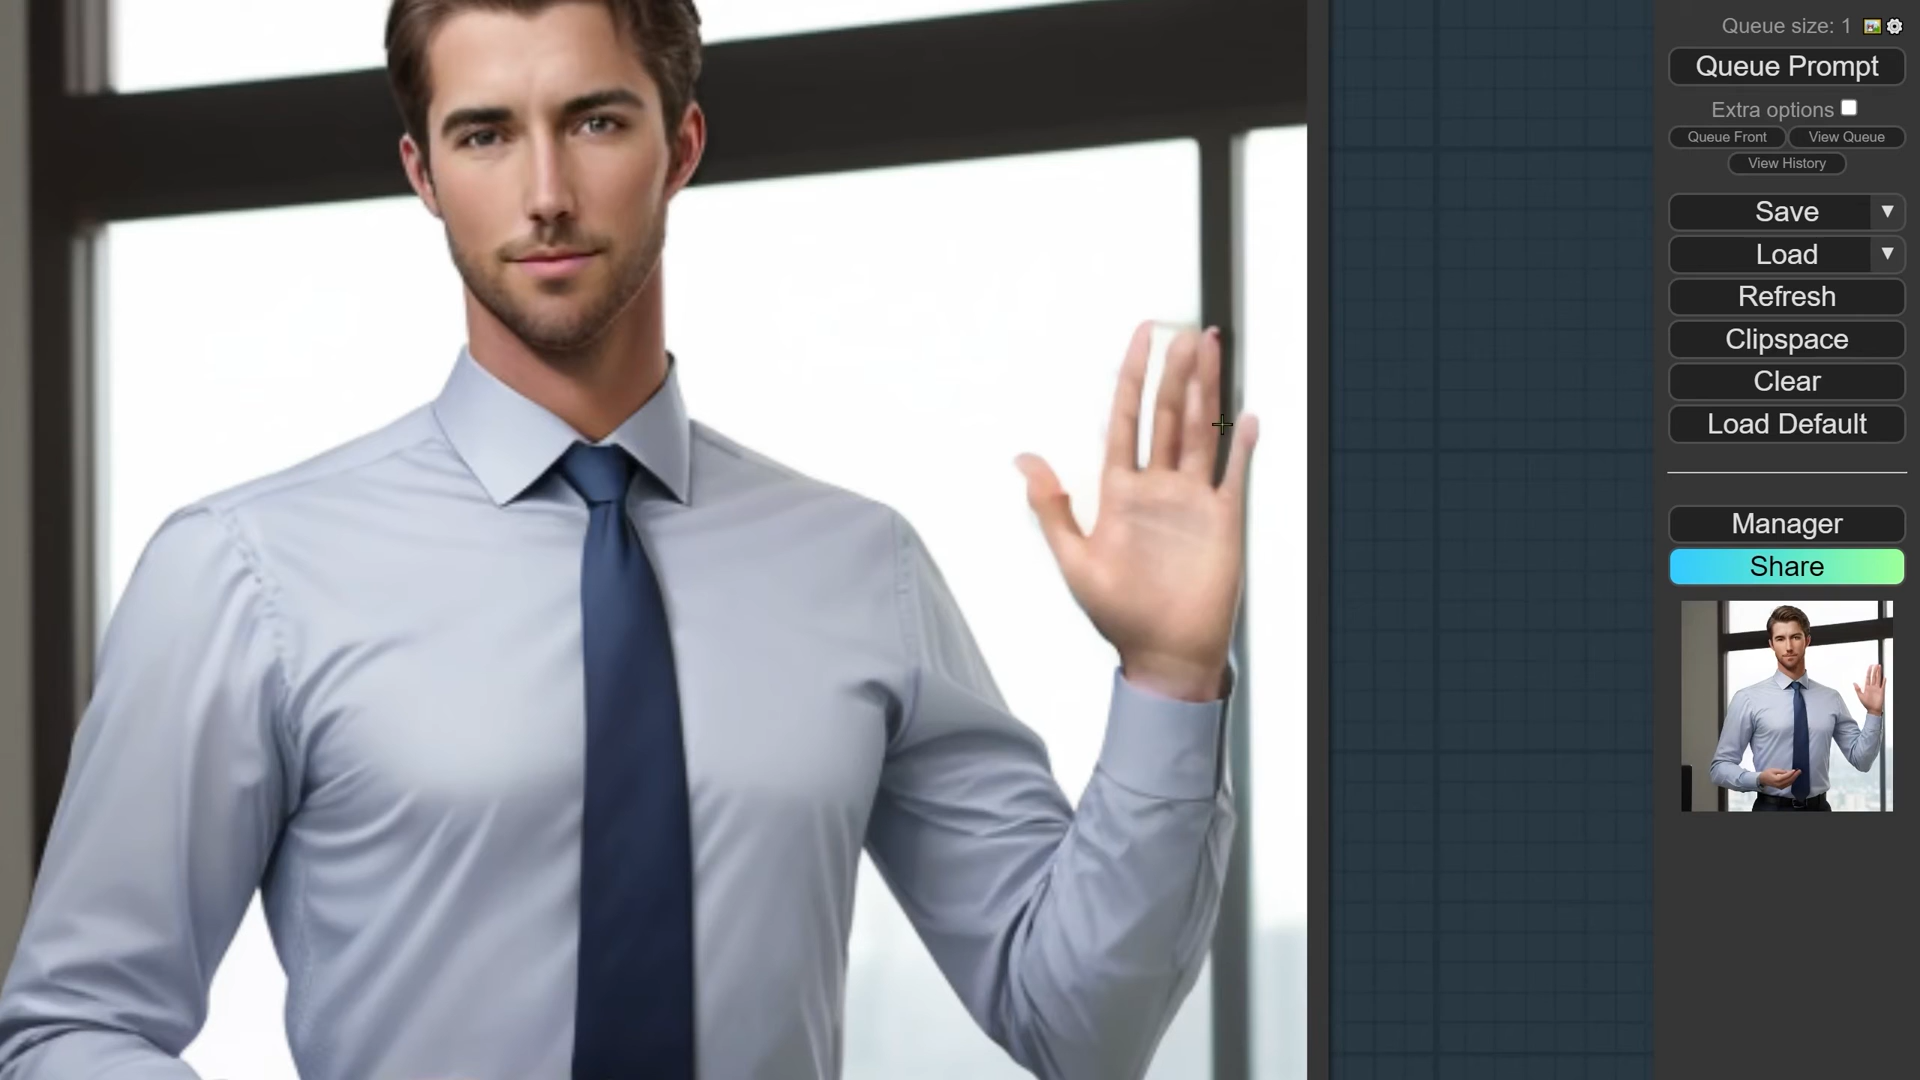 Queue size: 1
Queue Prompt
Extra options
Queue Front View Queue
View History
Save ▼
Load ▼
Refresh
Clipspace
Clear
Load Default
Manager
Share